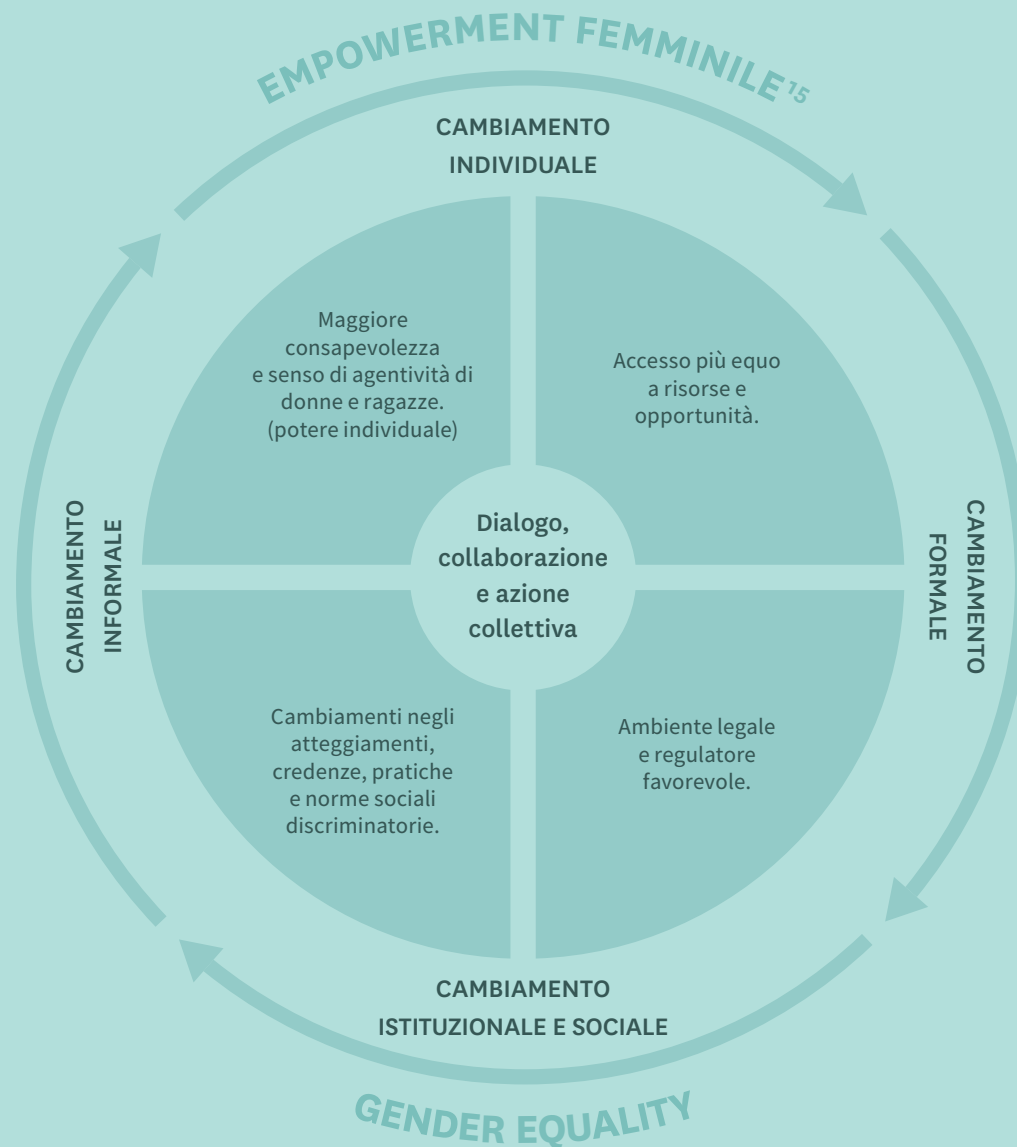 EMPOWERMENT FEMMINILE¹⁵
CAMBIAMENTO
INDIVIDUALE
Maggiore
consapevolezza
e senso di agentività di
donne e ragazze.
(potere individuale)
Accesso più equo
a risorse e
opportunità.
CAMBIAMENTO
INFORMALE
Dialogo,
collaborazione
e azione
collettiva
CAMBIAMENTO
FORMALE
Cambiamenti negli
atteggiamenti,
credenze, pratiche
e norme sociali
discriminatorie.
Ambiente legale
e regulatore
favorevole.
CAMBIAMENTO
ISTITUZIONALE E SOCIALE
GENDER EQUALITY